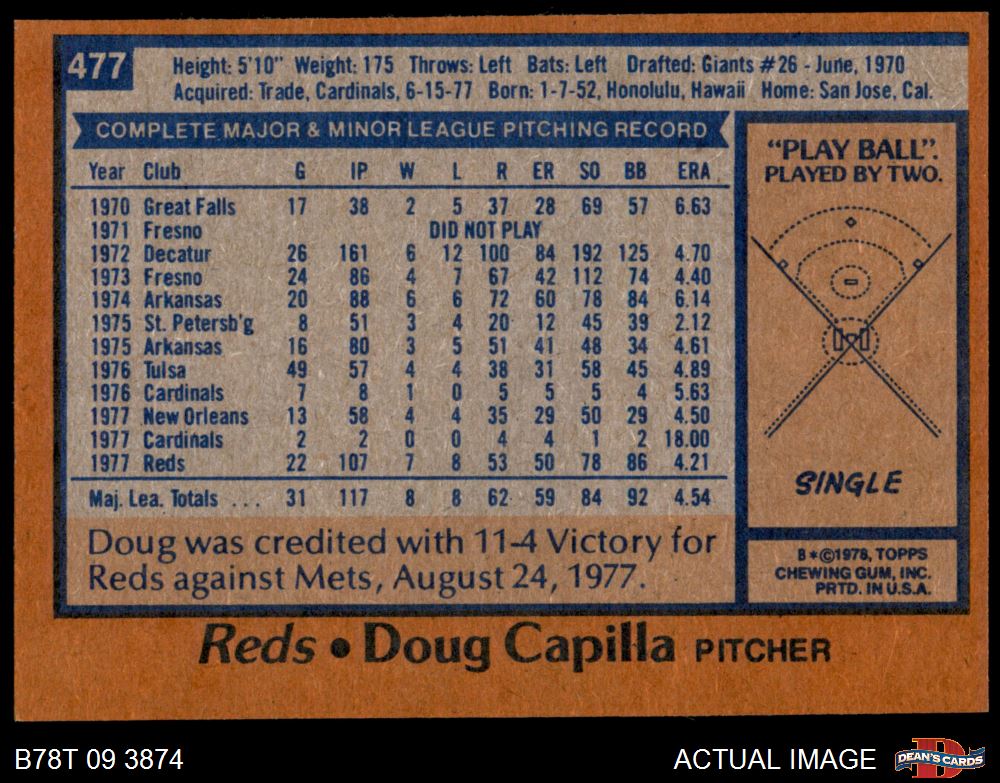 477
Height: 5'10" Weight: 175 Throws: Left Bats: Left Drafted: Giants #26 - June, 1970
Acquired: Trade, Cardinals, 6-15-77 Born: 1-7-52, Honolulu, Hawaii Home: San Jose, Cal.
COMPLETE MAJOR & MINOR LEAGUE PITCHING RECORD
Year Club G IP W L R ER SO BB ERA
1970 Great Falls 17 38 2 5 37 28 69 57 6.63
1971 Fresno DID NOT PLAY
1972 Decatur 26 161 6 12 100 84 192 125 4.70
1973 Fresno 24 86 4 7 67 42 112 74 4.40
1974 Arkansas 20 88 6 6 72 60 78 84 6.14
1975 St. Petersb'g 8 51 3 4 20 12 45 39 2.12
1975 Arkansas 16 80 3 5 51 41 48 34 4.61
1976 Tulsa 49 57 4 4 38 31 58 45 4.89
1976 Cardinals 7 8 1 0 5 5 5 4 5.63
1977 New Orleans 13 58 4 4 35 29 50 29 4.50
1977 Cardinals 2 2 0 0 4 4 1 2 18.00
1977 Reds 22 107 7 8 53 50 78 86 4.21
Maj. Lea. Totals ... 31 117 8 8 62 59 84 92 4.54
Doug was credited with 11-4 Victory for
Reds against Mets, August 24, 1977.
"PLAY BALL".
PLAYED BY TWO.
SINGLE
B*©1978, TOPPS
CHEWING GUM, INC.
PRTD. IN U.S.A.
Reds • Doug Capilla PITCHER
B78T 09 3874
ACTUAL IMAGE
D
DEAN'S CARDS